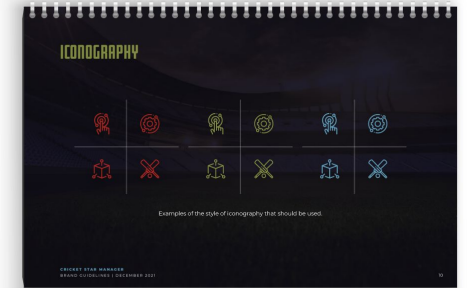 ICONOGRAPHY
Examples of the style of iconography that should be used.
CRICKET STAR MANAGER
BRAND GUIDELINES | DECEMBER 2021
10